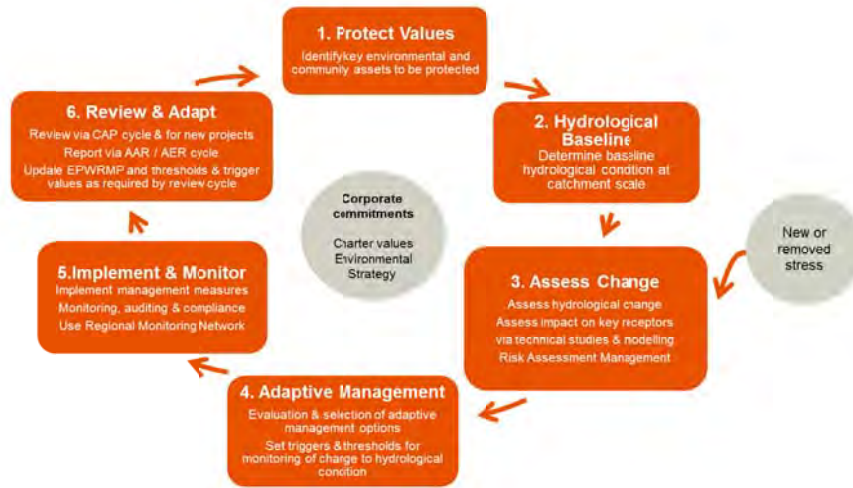 1. Protect Values
Identifykey environmental and
community assets to be protected
2. Hydrological
Baseline
Determine baseline
hydrological condition at
catchment scale
New or
removed
stress
3. Assess Change
Assess hydrological change
Assess impact on key receptors
via technical studies & modelling
Risk Assessment Management
4. Adaptive Management
Evaluation & selection of adaptive
management options
Set triggers & thresholds for
monitoring of charge to hydrological
condition
5.Implement & Monitor
Implement management measures
Monitoring, auditing & compliance
Use Regional Monitoring Network
6. Review & Adapt
Review via CAP cycle & for new projects
Report via AAR / AER cycle
Update EPWRMP and thresholds & trigger
values as required by review cycle
Corporate
commitments
Charter values
Environmental
Strategy